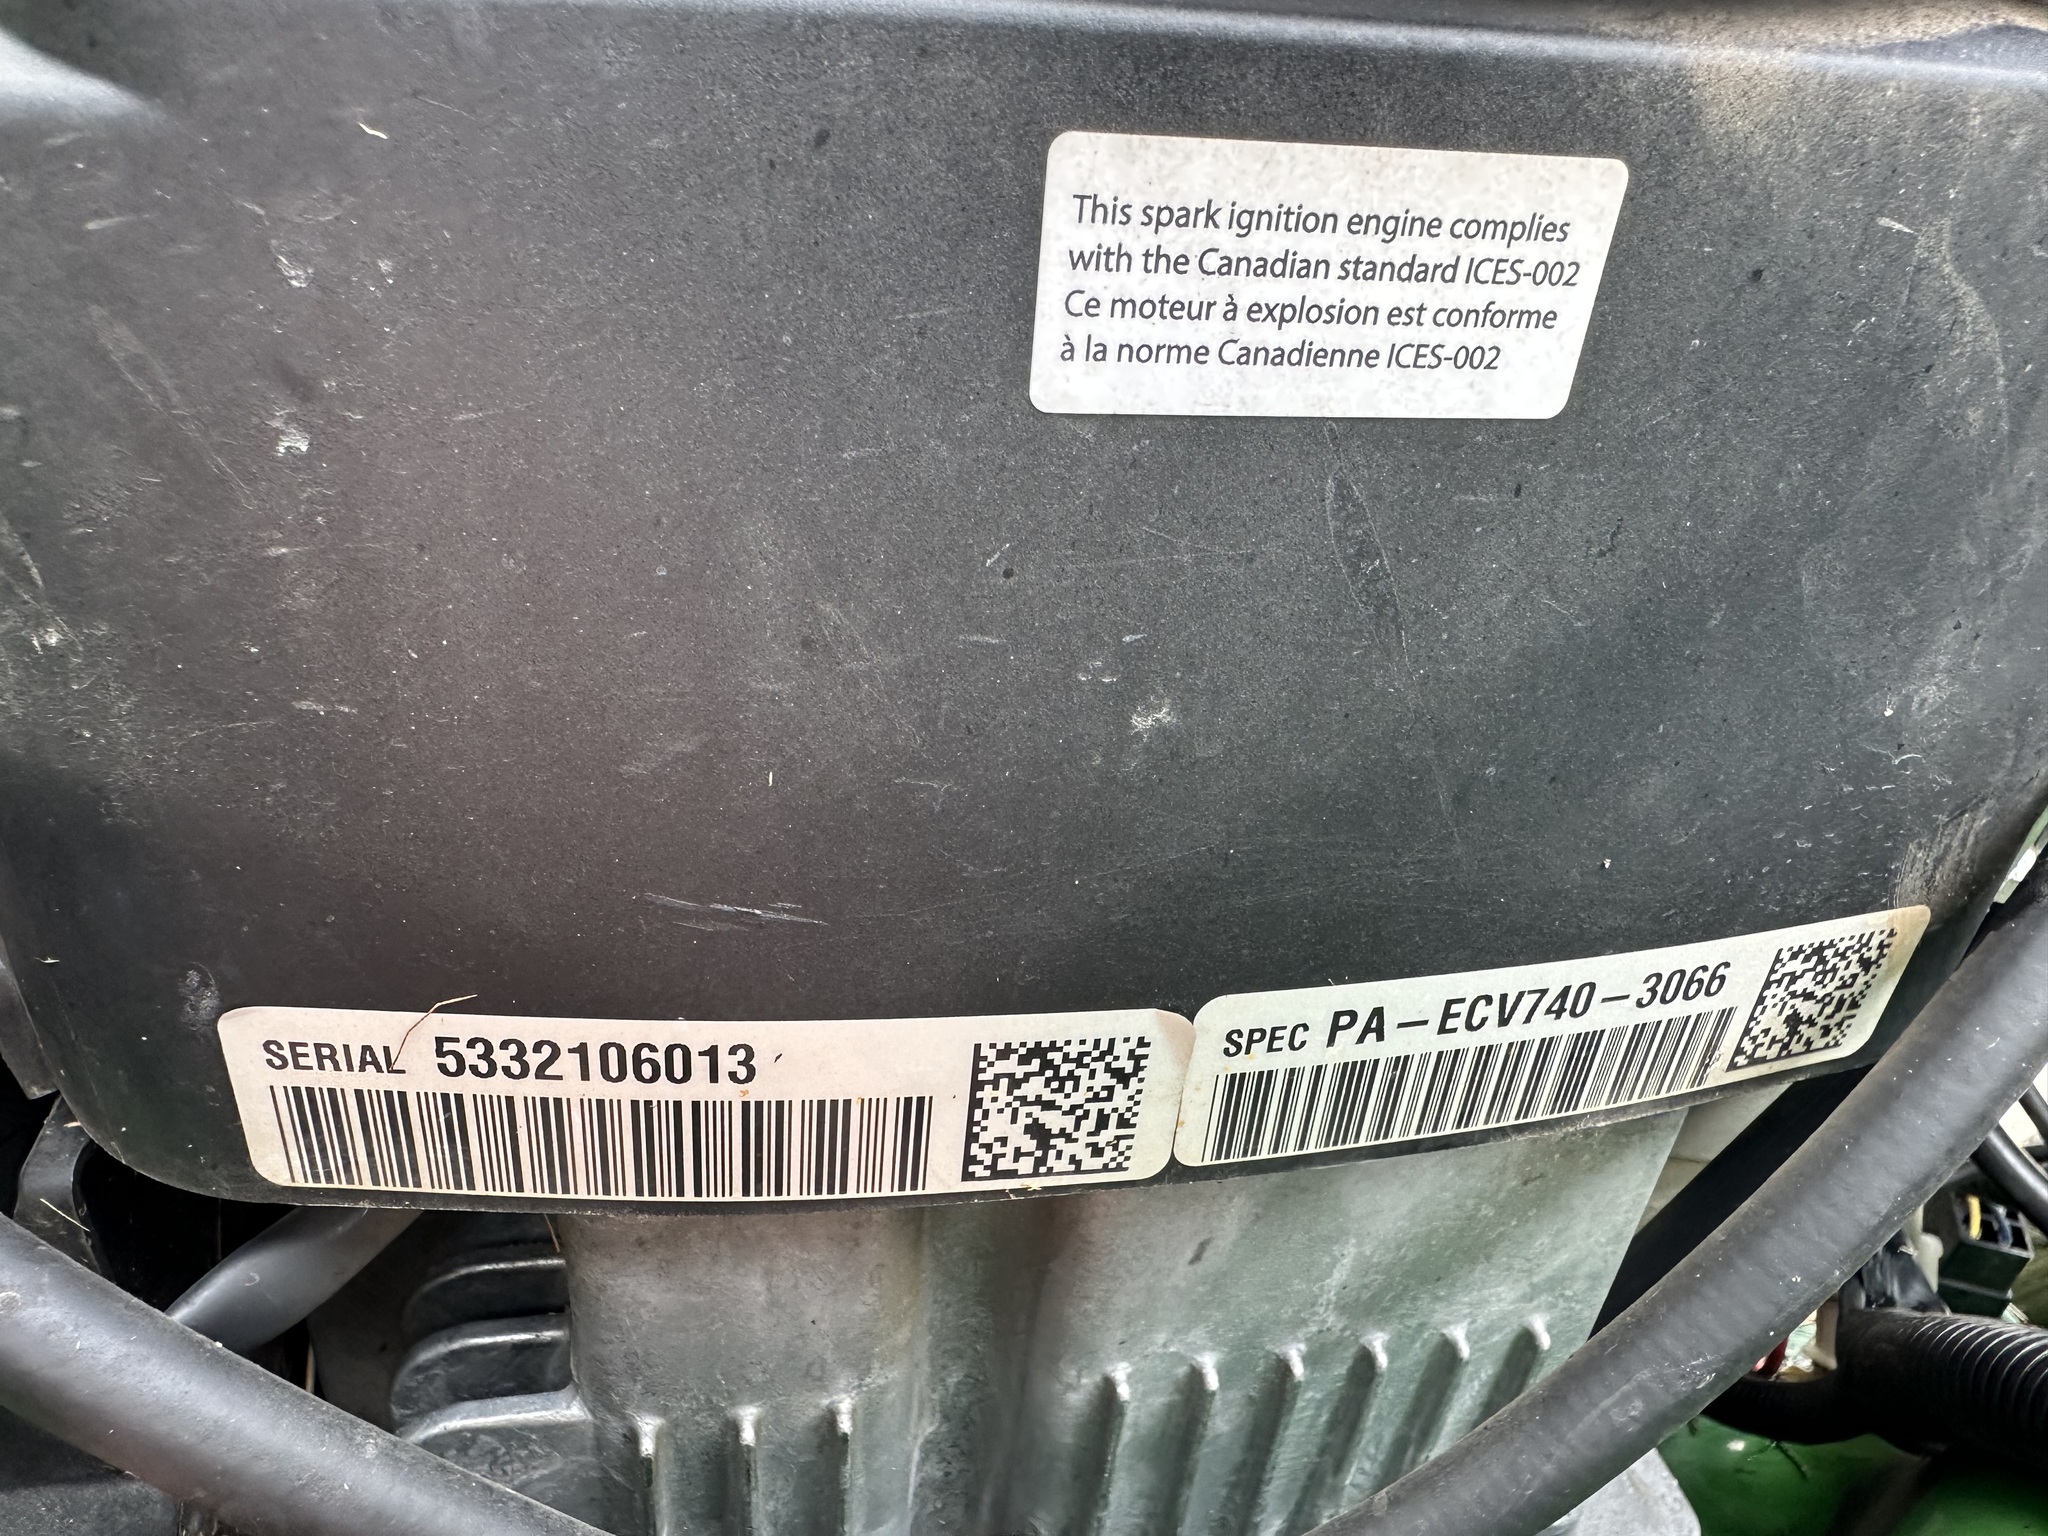 This spark ignition engine complies
with the Canadian standard ICES-002
Ce moteur à explosion est conforme
à la norme Canadienne ICES-002
SERIAL 5332106013
SPEC PA-ECV740-3066